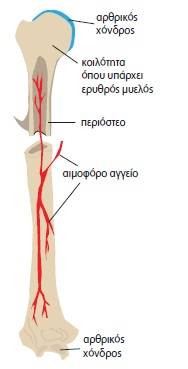 αρθρικός
χόνδρος
κοιλότητα
όπου υπάρχει
ερυθρός μυελός
περιόστεο
αιμοφόρο αγγείο
αρθρικός
χόνδρος